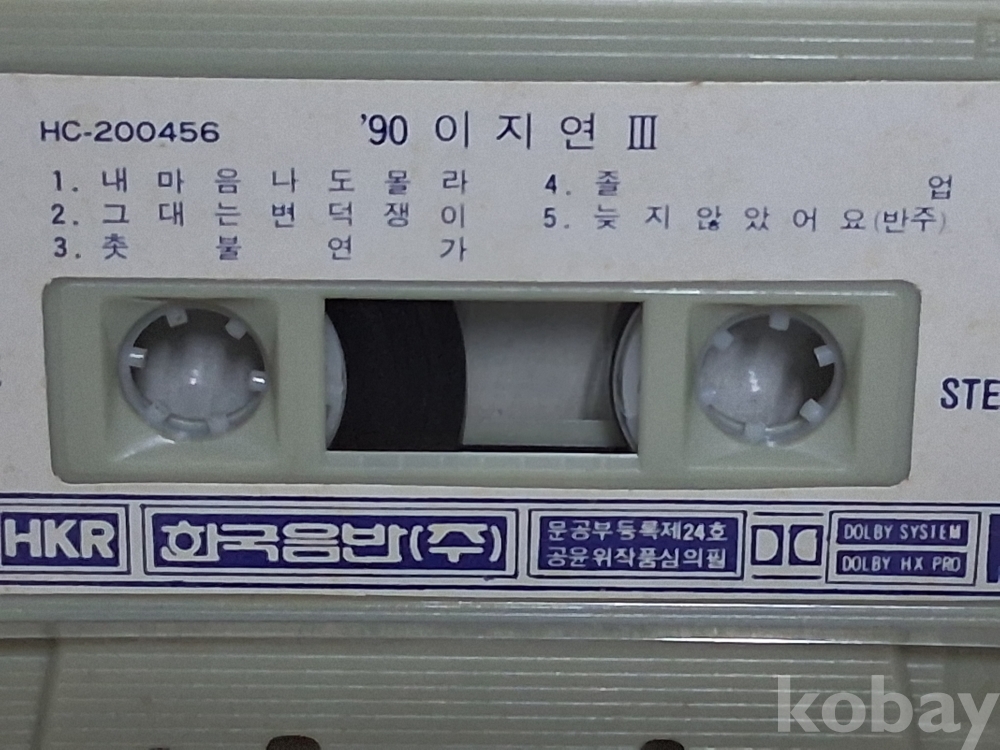 HC-200456 '90 이 지 연 Ⅲ
1. 내 마 음 나 도 몰 라
2. 그 대 는 변 덕 쟁 이
3. 촛 불 연 가
4. 졸 업
5. 늦 지 않 았 어 요 (반주)
STE
HKR 한국음반(주)
문공부등록제24호
공윤위작품심의필
DOLBY SYSTEM
DOLBY HX PRO
kobay